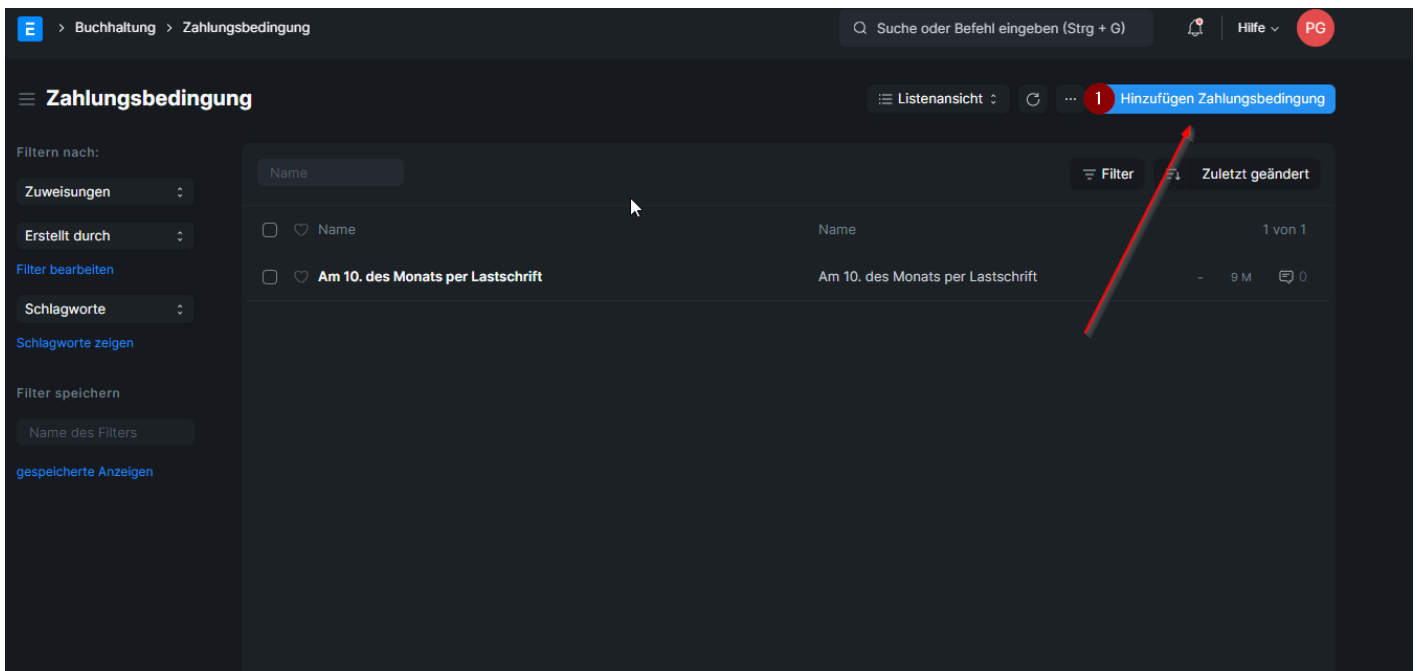 E > Buchhaltung > Zahlungsbedingung Suche oder Befehl eingeben (Strg + G) Hilfe PG
Zahlungsbedingung Listenansicht ... 1 Hinzufügen Zahlungsbedingung
Filtern nach:
Name Filter Zuletzt geändert
Zuweisungen
Erstellt durch
Name Name 1 von 1
Filter bearbeiten
Am 10. des Monats per Lastschrift Am 10. des Monats per Lastschrift - 9 M 0
Schlagworte
Schlagworte zeigen
Filter speichern
Name des Filters
gespeicherte Anzeigen